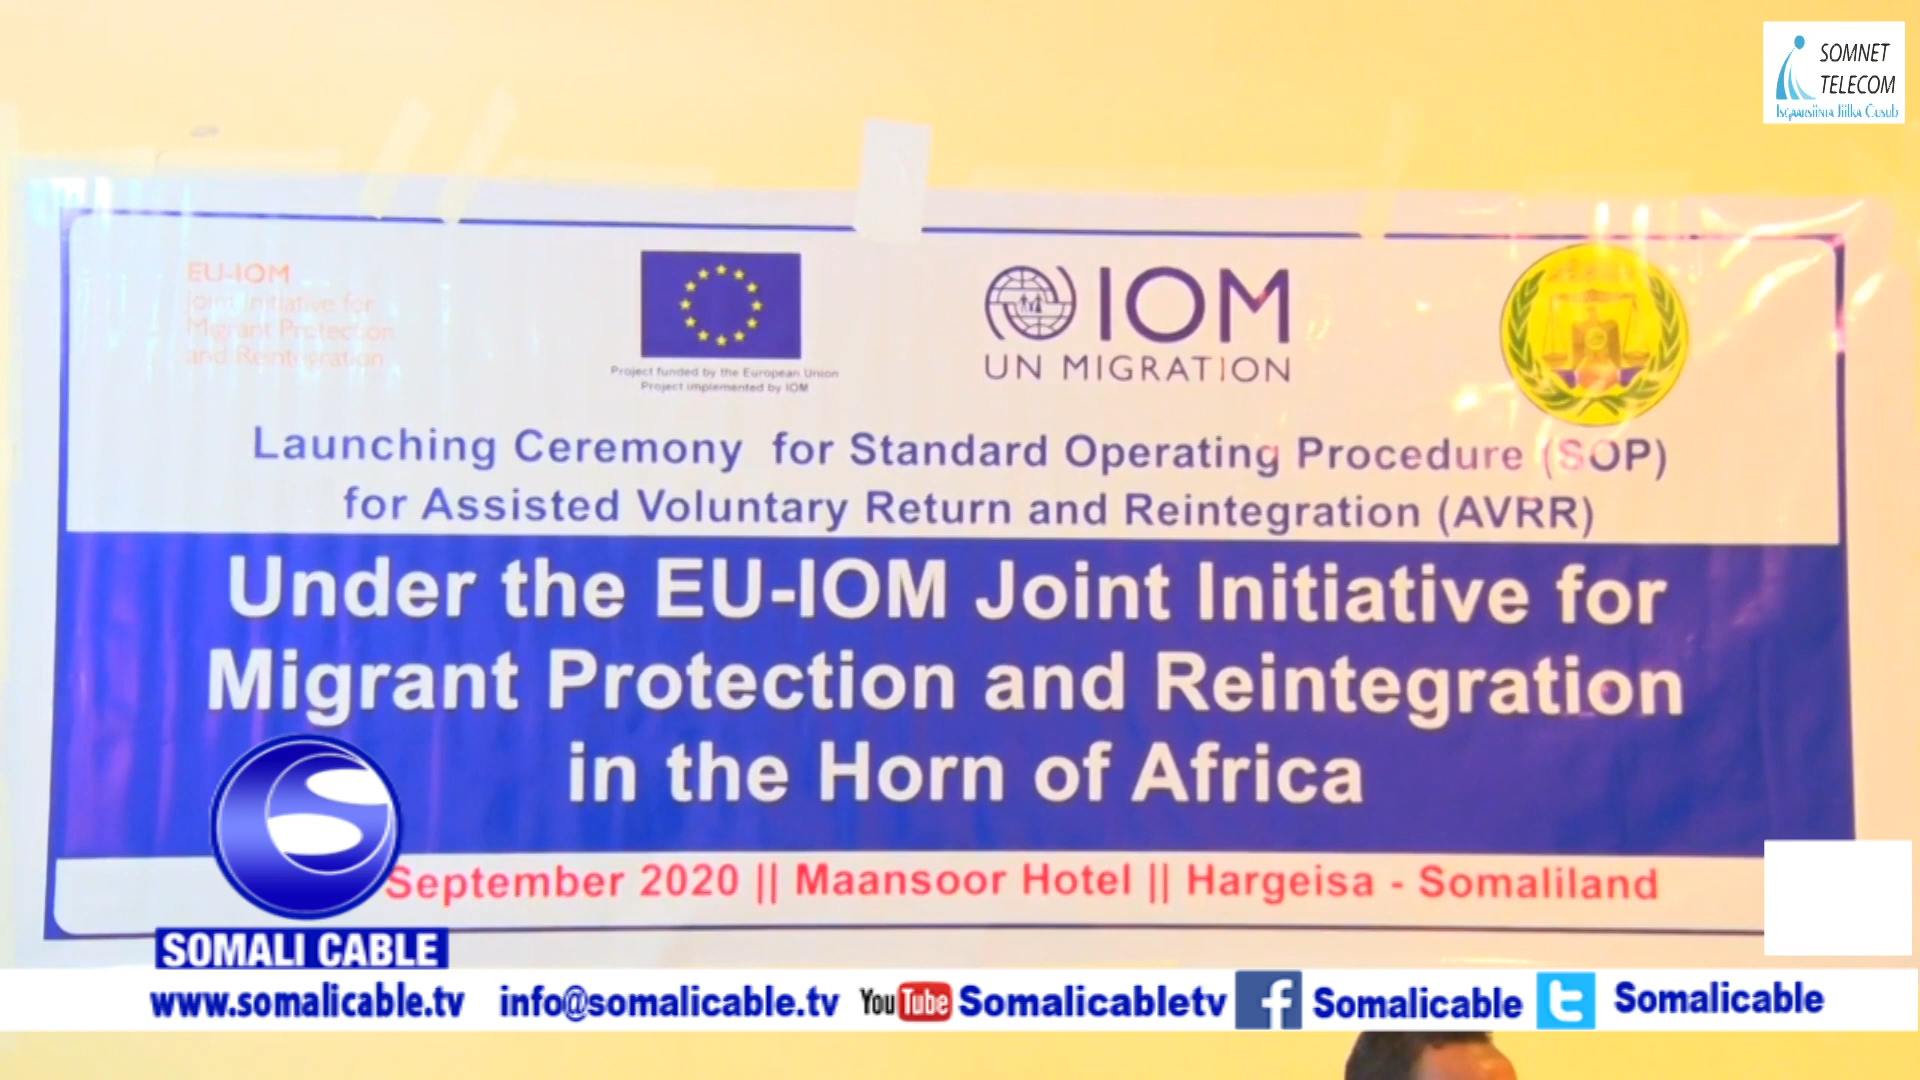 SOMNET
TELECOM
Isgaarsiinta Jiilka Cusub
EU-IOM
Joint Initiative for
Migrant Protection
and Reintegration
Project funded by the European Union
Project implemented by IOM
IOM
UN MIGRATION
Launching Ceremony for Standard Operating Procedure (SOP)
for Assisted Voluntary Return and Reintegration (AVRR)
Under the EU-IOM Joint Initiative for
Migrant Protection and Reintegration
in the Horn of Africa
September 2020 || Maansoor Hotel || Hargeisa - Somaliland
SOMALI CABLE
www.somalicable.tv info@somalicable.tv YouTube Somalicabletv f Somalicable t Somalicable